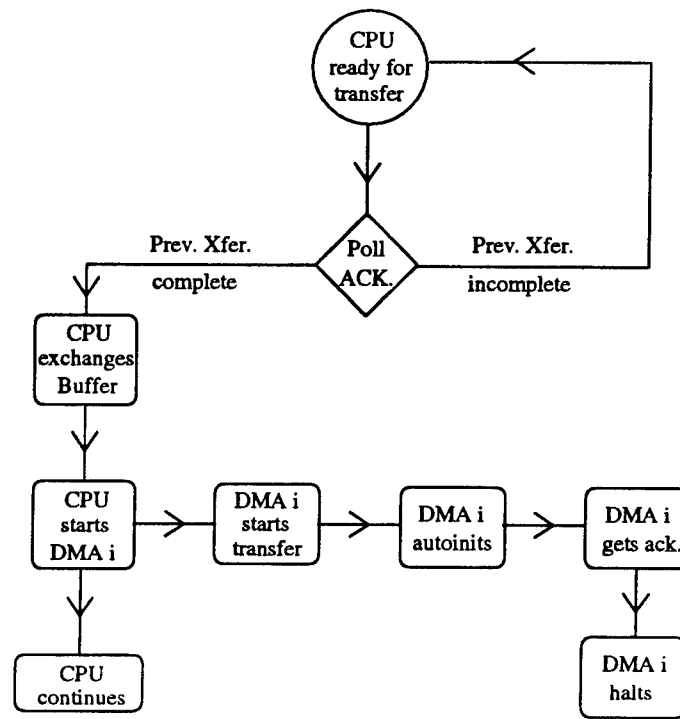 CPU
ready for
transfer
Poll
ACK.
Prev. Xfer.
complete
Prev. Xfer.
incomplete
CPU
exchanges
Buffer
CPU
starts
DMA i
DMA i
starts
transfer
DMA i
autoinits
DMA i
gets ack.
CPU
continues
DMA i
halts